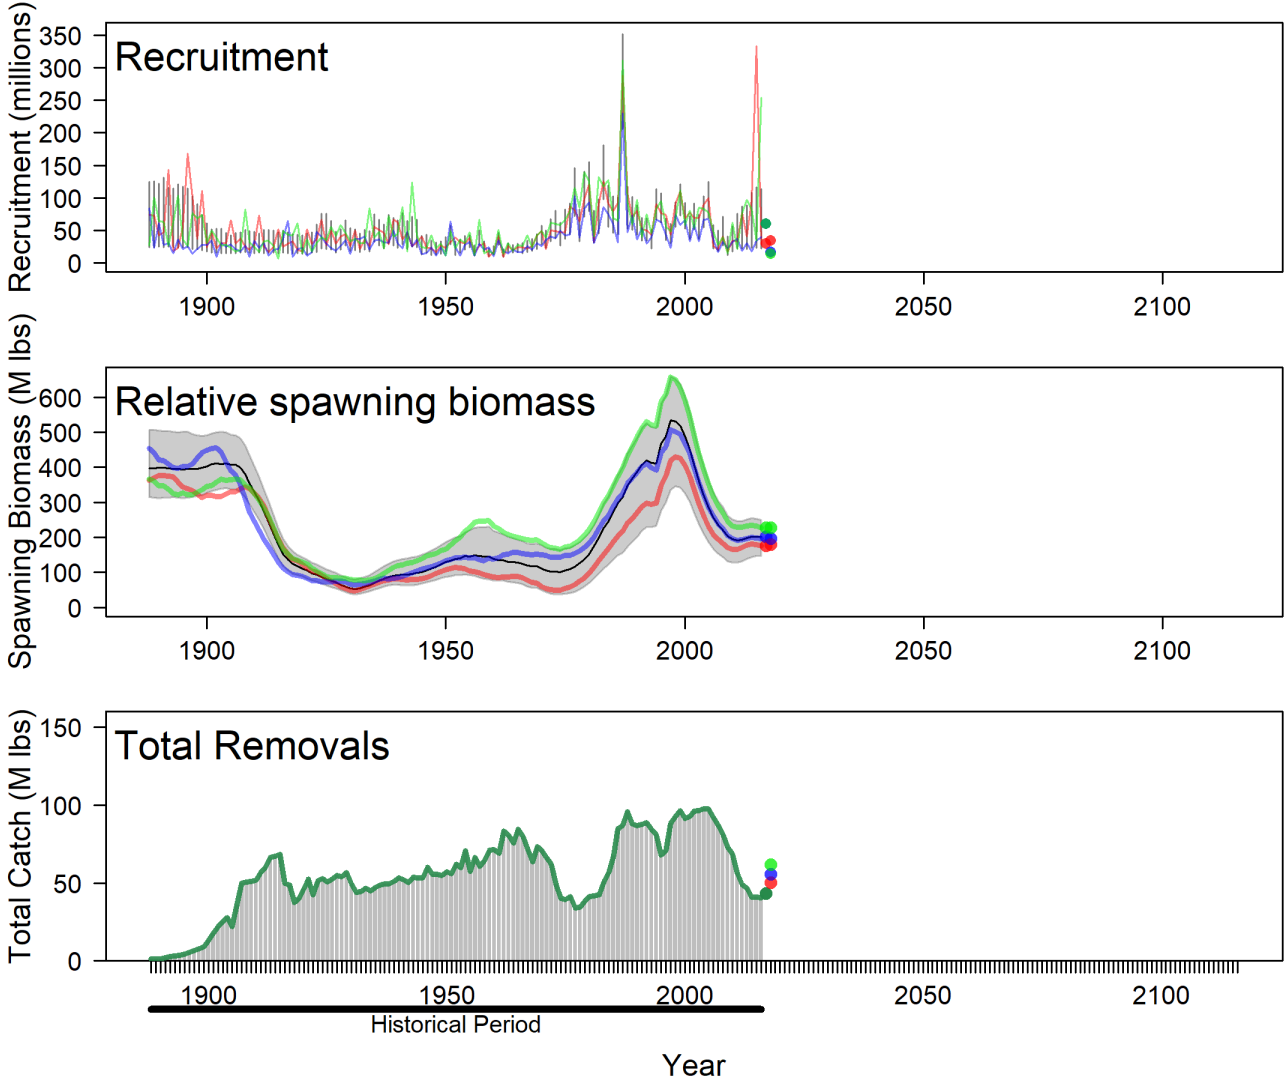 Recruitment (millions)
350
300
250
200
150
100
50
0
Recruitment
1900 1950 2000 2050 2100
Spawning Biomass (M lbs)
600
500
400
300
200
100
0
Relative spawning biomass
1900 1950 2000 2050 2100
Total Catch (M lbs)
150
100
50
0
Total Removals
1900 1950 2000 2050 2100
Historical Period
Year